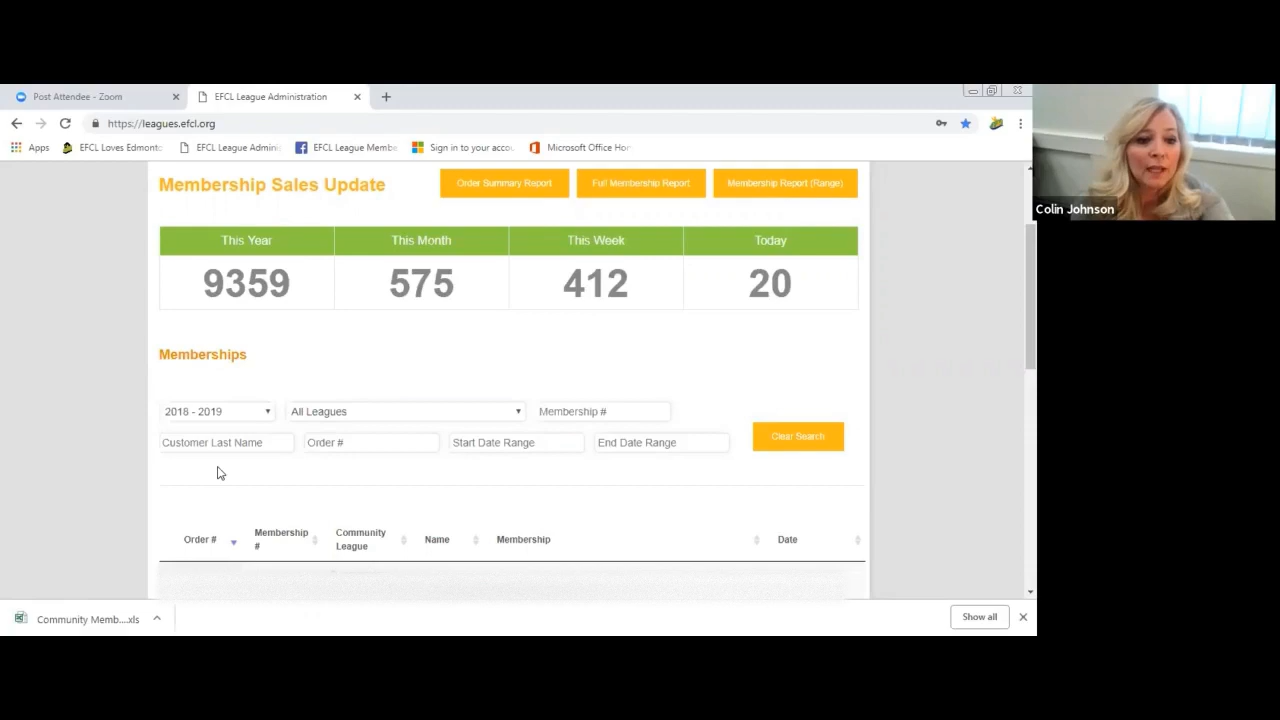 Post Attendee - Zoom
EFCL League Administration
https://leagues.efcl.org
Apps
EFCL Loves Edmonto
EFCL League Adminis
EFCL League Membe
Sign in to your accou
Microsoft Office Hom
Colin Johnson
Membership Sales Update
Order Summary Report
Full Membership Report
Membership Report (Range)
This Year
This Month
This Week
Today
9359
575
412
20
Memberships
2018 - 2019
All Leagues
Membership #
Customer Last Name
Order #
Start Date Range
End Date Range
Clear Search
Order #
Membership #
Community League
Name
Membership
Date
Community Memb....xls
Show all